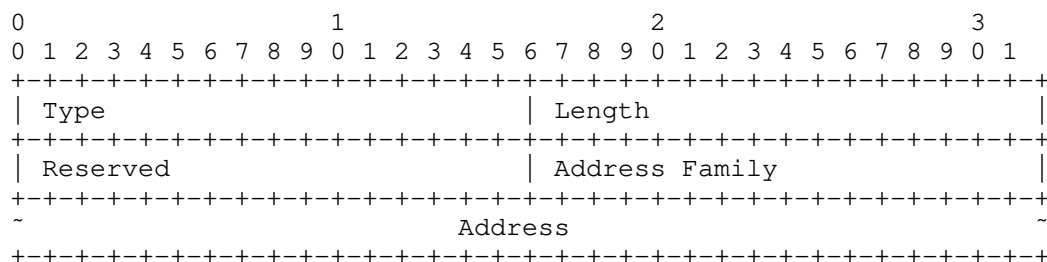 0                   1                   2                   3
0 1 2 3 4 5 6 7 8 9 0 1 2 3 4 5 6 7 8 9 0 1 2 3 4 5 6 7 8 9 0 1
+-+-+-+-+-+-+-+-+-+-+-+-+-+-+-+-+-+-+-+-+-+-+-+-+-+-+-+-+-+-+-+-+
| Type                          | Length                        |
+-+-+-+-+-+-+-+-+-+-+-+-+-+-+-+-+-+-+-+-+-+-+-+-+-+-+-+-+-+-+-+-+
| Reserved                      | Address Family                |
+-+-+-+-+-+-+-+-+-+-+-+-+-+-+-+-+-+-+-+-+-+-+-+-+-+-+-+-+-+-+-+-+
~                           Address                             ~
+-+-+-+-+-+-+-+-+-+-+-+-+-+-+-+-+-+-+-+-+-+-+-+-+-+-+-+-+-+-+-+-+